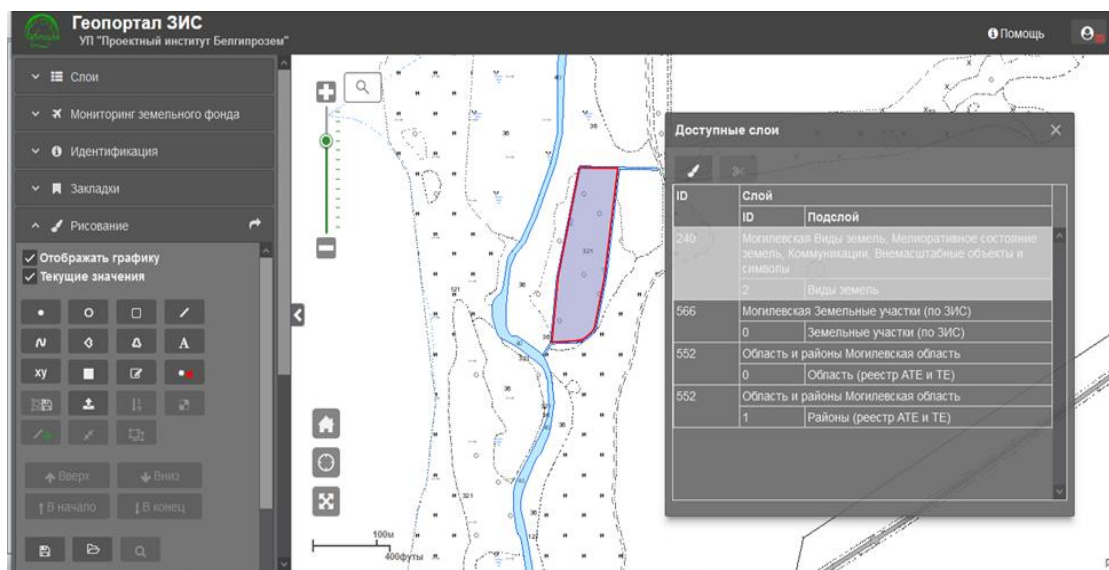 Геопортал ЗИС
УП "Проектный институт Белгипрозем"
Помощь
Слои
Мониторинг земельного фонда
Идентификация
Закладки
Рисование
Отображать графику
Текущие значения
A
xy
Вверх
Вниз
В начало
В конец
100м
400футы
321
Доступные слои
ID
Слой
ID
Подслой
240
Могилевская Виды земель, Мелиоративное состояние
земель, Коммуникации, Внемасштабные объекты и
символы
2
Виды земель
566
Могилевская Земельные участки (по ЗИС)
0
Земельные участки (по ЗИС)
552
Область и районы Могилевская область
0
Область (реестр АТЕ и ТЕ)
552
Область и районы Могилевская область
1
Районы (реестр АТЕ и ТЕ)